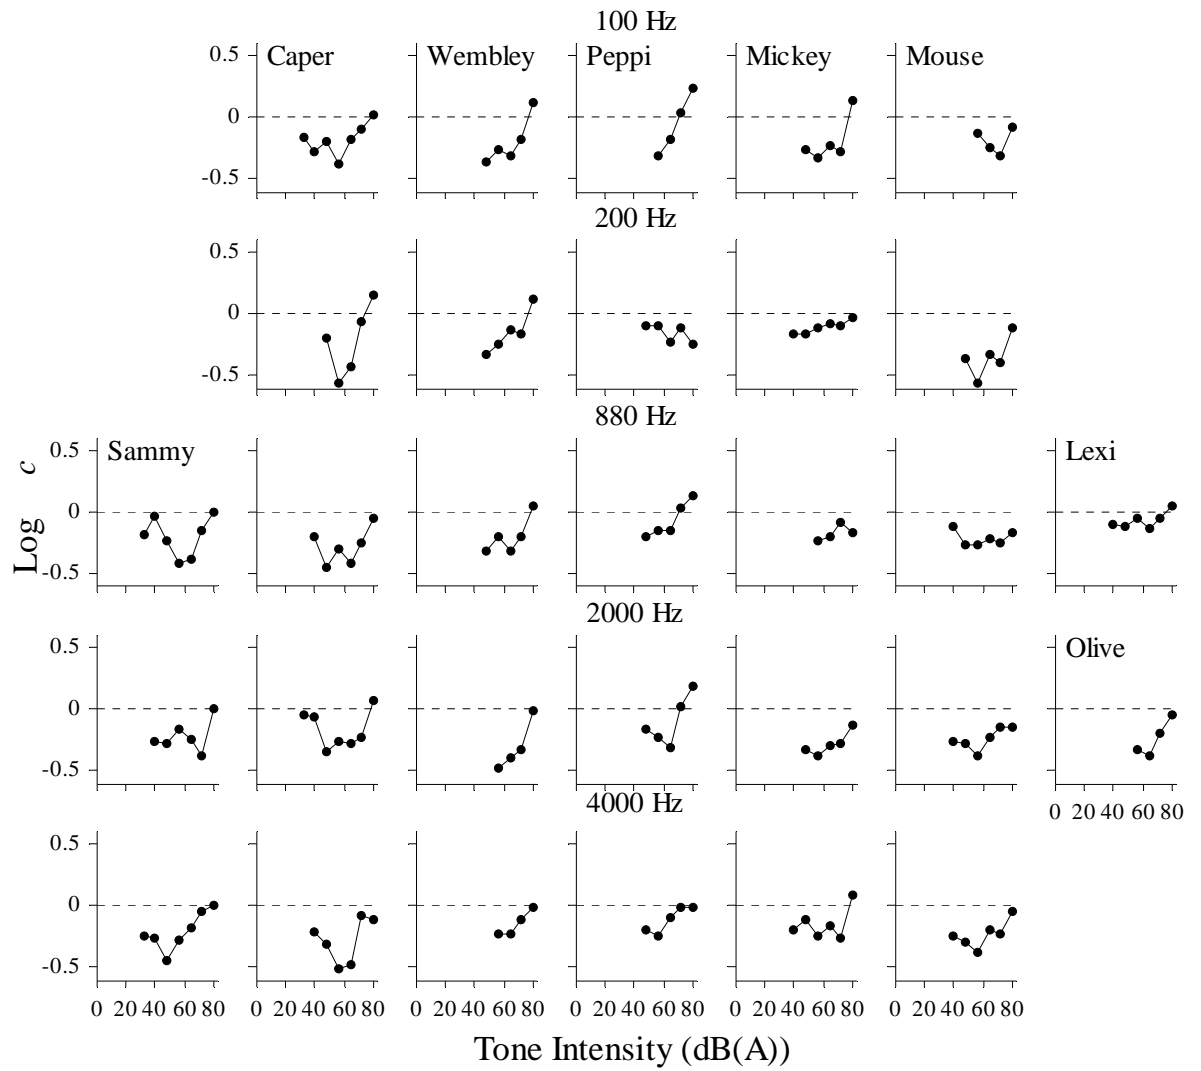 100 Hz
0.5 Caper Wembley Peppi Mickey Mouse
0
-0.5
200 Hz
0.5
0
-0.5
880 Hz
0.5 Sammy Lexi
0
-0.5
Log c
2000 Hz
0.5 Olive
0
-0.5
0 20 40 60 80
4000 Hz
0.5
0
-0.5
0 20 40 60 80 0 20 40 60 80 0 20 40 60 80 0 20 40 60 80 0 20 40 60 80 0 20 40 60 80
Tone Intensity (dB(A))